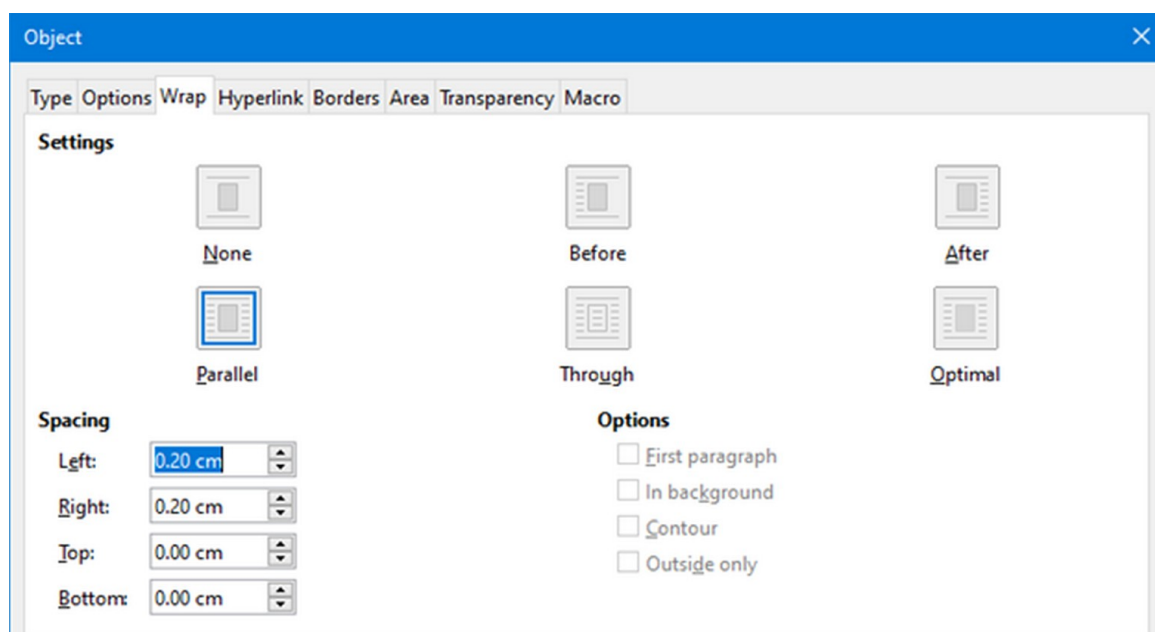 Object
Type Options Wrap Hyperlink Borders Area Transparency Macro
Settings
None Before After
Parallel Through Optimal
Spacing Options
Left: 0.20 cm First paragraph
Right: 0.20 cm In background
Top: 0.00 cm Contour
Bottom: 0.00 cm Outside only